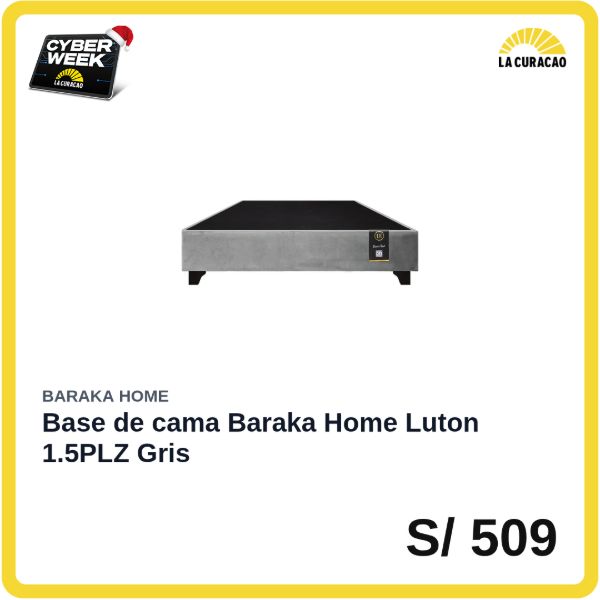 CYBER
WEEK
LA CURACAO
LA CURACAO
BARAKA HOME
Base de cama Baraka Home Luton
1.5PLZ Gris
S/ 509